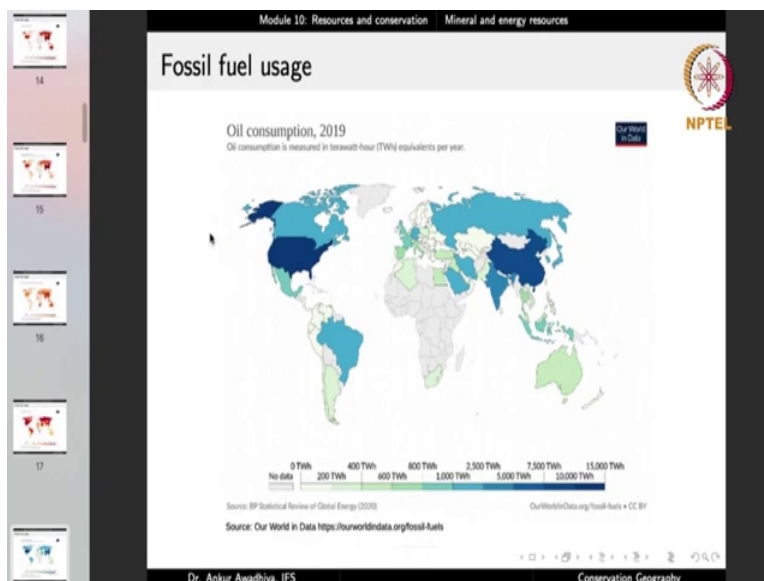 Module 10: Resources and conservation Mineral and energy resources
Fossil fuel usage
NPTEL
Oil consumption, 2019
Our World in Data
Oil consumption is measured in terawatt-hour (TWh) equivalents per year.
14
15
16
17
0 TWh 400 TWh 800 TWh 2,500 TWh 7,500 TWh 15,000 TWh
No data 200 TWh 600 TWh 1,000 TWh 5,000 TWh 10,000 TWh
Source: BP Statistical Review of Global Energy (2020) OurWorldInData.org/fossil-fuels • CC BY
Source: Our World in Data https://ourworldindata.org/fossil-fuels
Dr. Ankur Awadhiya, IFS Conservation Geography